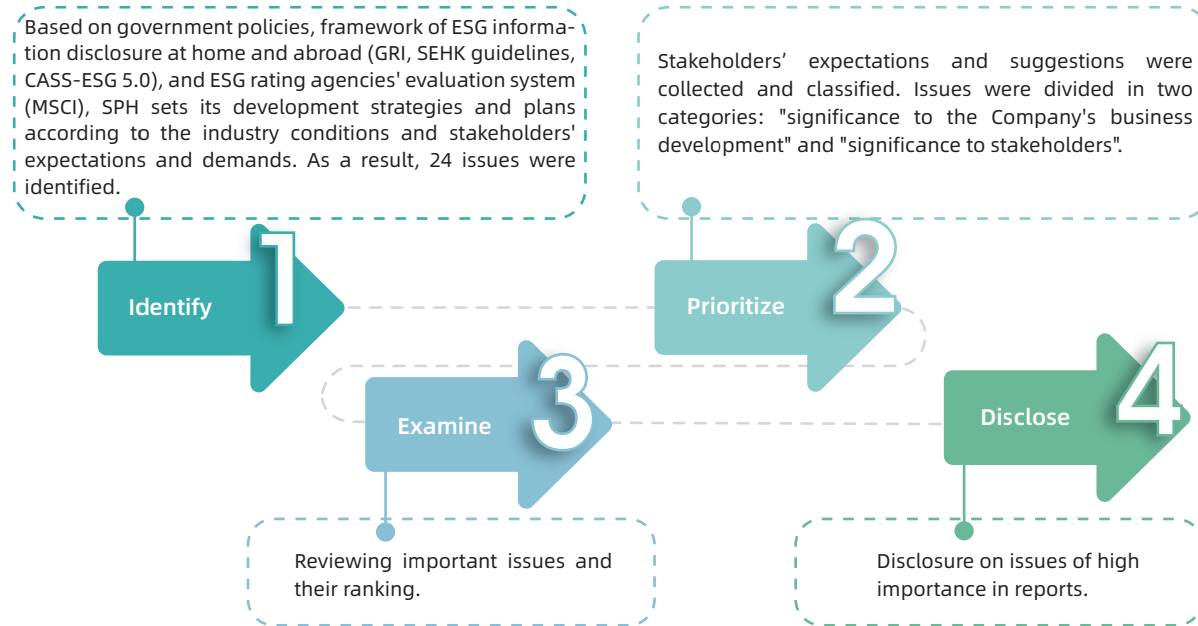 Based on government policies, framework of ESG informa-
tion disclosure at home and abroad (GRI, SEHK guidelines,
CASS-ESG 5.0), and ESG rating agencies' evaluation system
(MSCI), SPH sets its development strategies and plans
according to the industry conditions and stakeholders'
expectations and demands. As a result, 24 issues were
identified.
Identify
1
Stakeholders’ expectations and suggestions were
collected and classified. Issues were divided in two
categories: "significance to the Company's business
development" and "significance to stakeholders".
Prioritize
2
Examine
3
Reviewing important issues and
their ranking.
Disclose
4
Disclosure on issues of high
importance in reports.